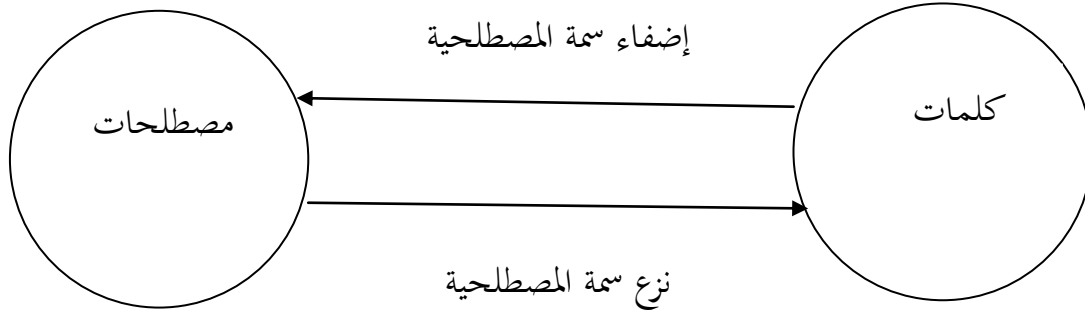 إضفاء سمة المصطلحية
كلمات
مصطلحات
نزع سمة المصطلحية